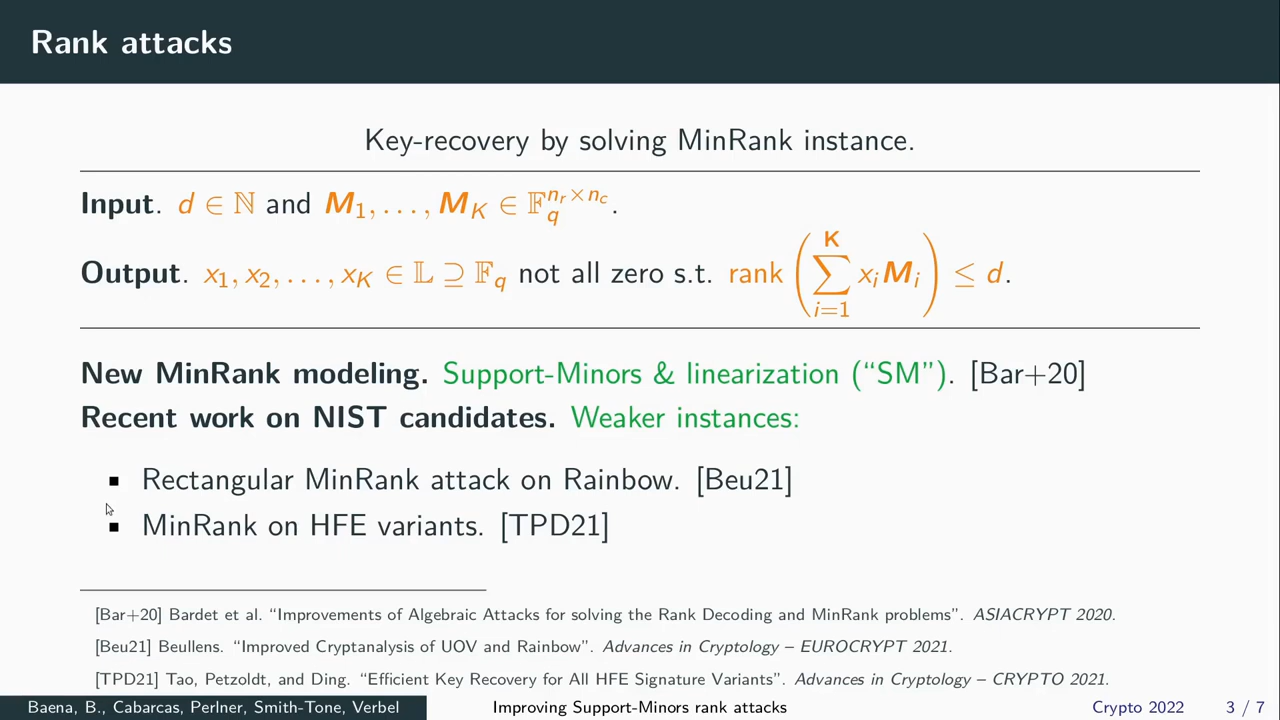 Rank attacks
Key-recovery by solving MinRank instance.
Input. d ∈ ℕ and M₁, . . . , M_K ∈ 𝔽_q^{n_r×n_c}.
Output. x₁, x₂, . . . , x_K ∈ 𝕃 ⊇ 𝔽_q not all zero s.t. rank (∑_{i=1}^{K} x_i M_i) ≤ d.
New MinRank modeling. Support-Minors & linearization (“SM”). [Bar+20]
Recent work on NIST candidates. Weaker instances:
▪ Rectangular MinRank attack on Rainbow. [Beu21]
▪ MinRank on HFE variants. [TPD21]
[Bar+20] Bardet et al. “Improvements of Algebraic Attacks for solving the Rank Decoding and MinRank problems”. ASIACRYPT 2020.
[Beu21] Beullens. “Improved Cryptanalysis of UOV and Rainbow”. Advances in Cryptology – EUROCRYPT 2021.
[TPD21] Tao, Petzoldt, and Ding. “Efficient Key Recovery for All HFE Signature Variants”. Advances in Cryptology – CRYPTO 2021.
Baena, B., Cabarcas, Perlner, Smith-Tone, Verbel Improving Support-Minors rank attacks Crypto 2022 3 / 7